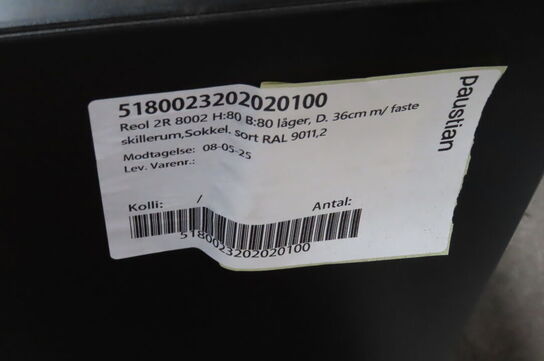 paustian
5180023202020100
Reol 2R 8002 H:80 B:80 låger, D. 36cm m/ faste
skillerum,Sokkel. sort RAL 9011,2
Modtagelse: 08-05-25
Lev. Varenr.:
Kolli: / Antal:
5180023202020100